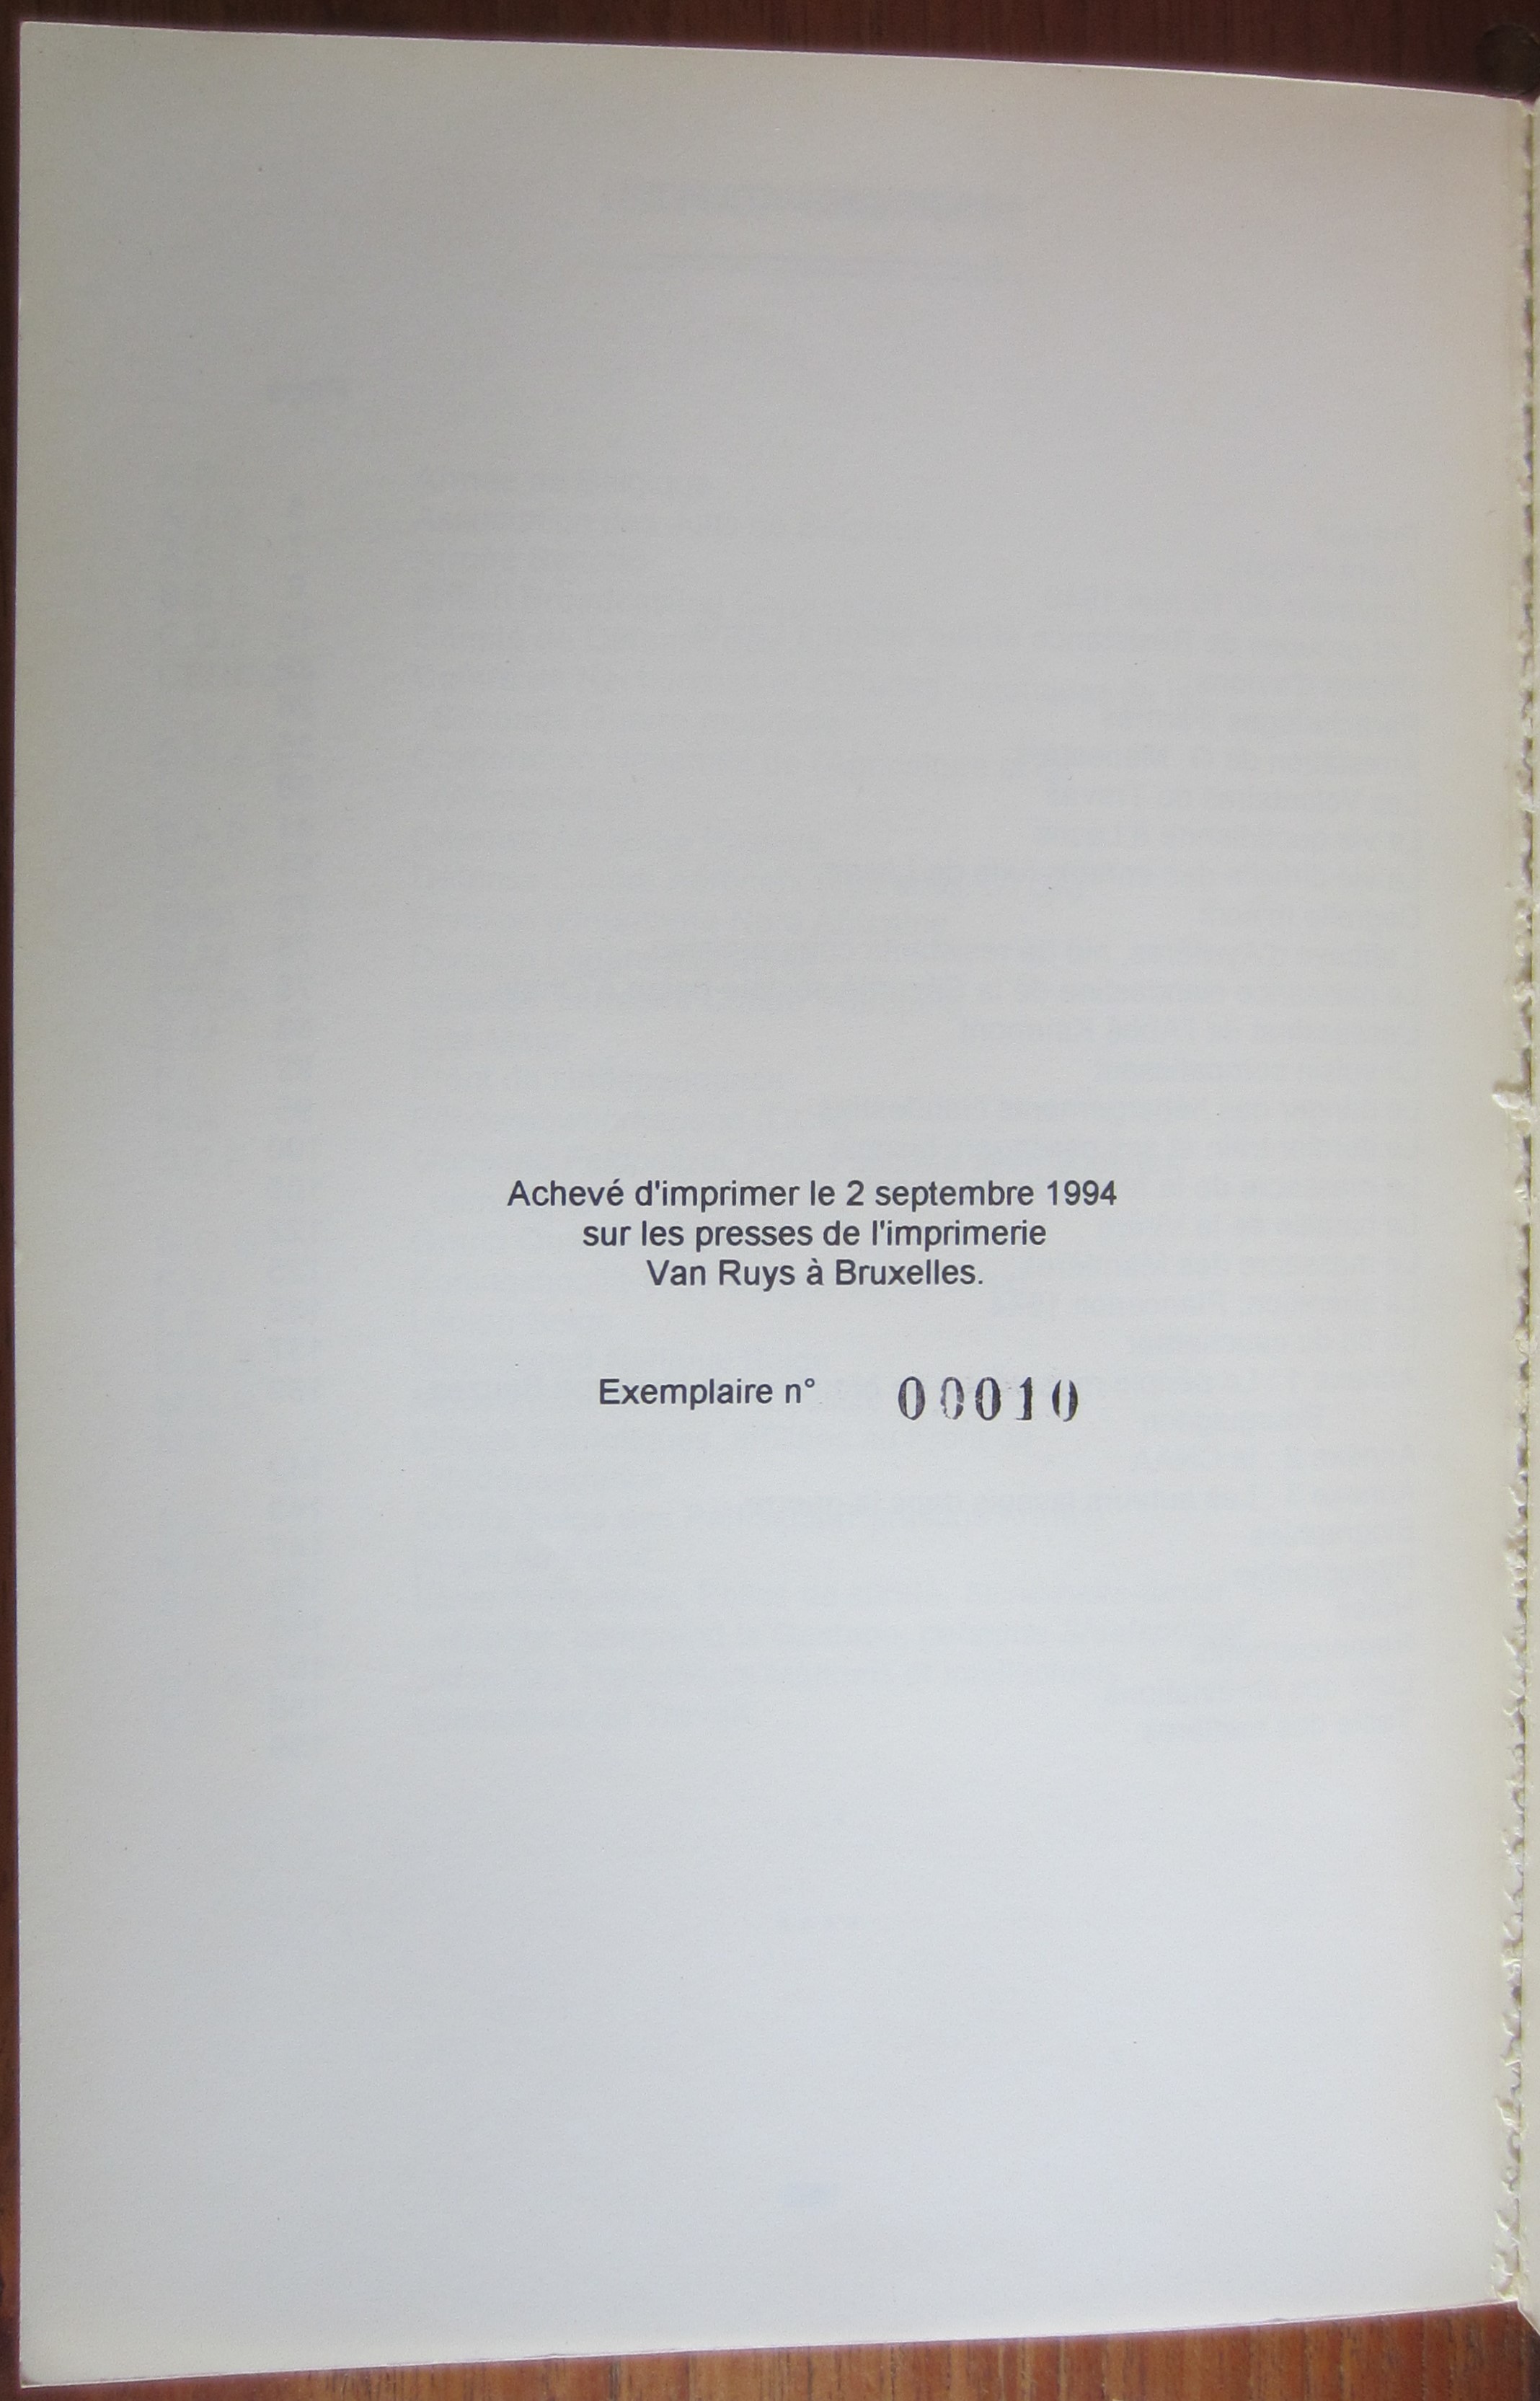 Achevé d'imprimer le 2 septembre 1994
sur les presses de l'imprimerie
Van Ruys à Bruxelles.
Exemplaire n° 00010